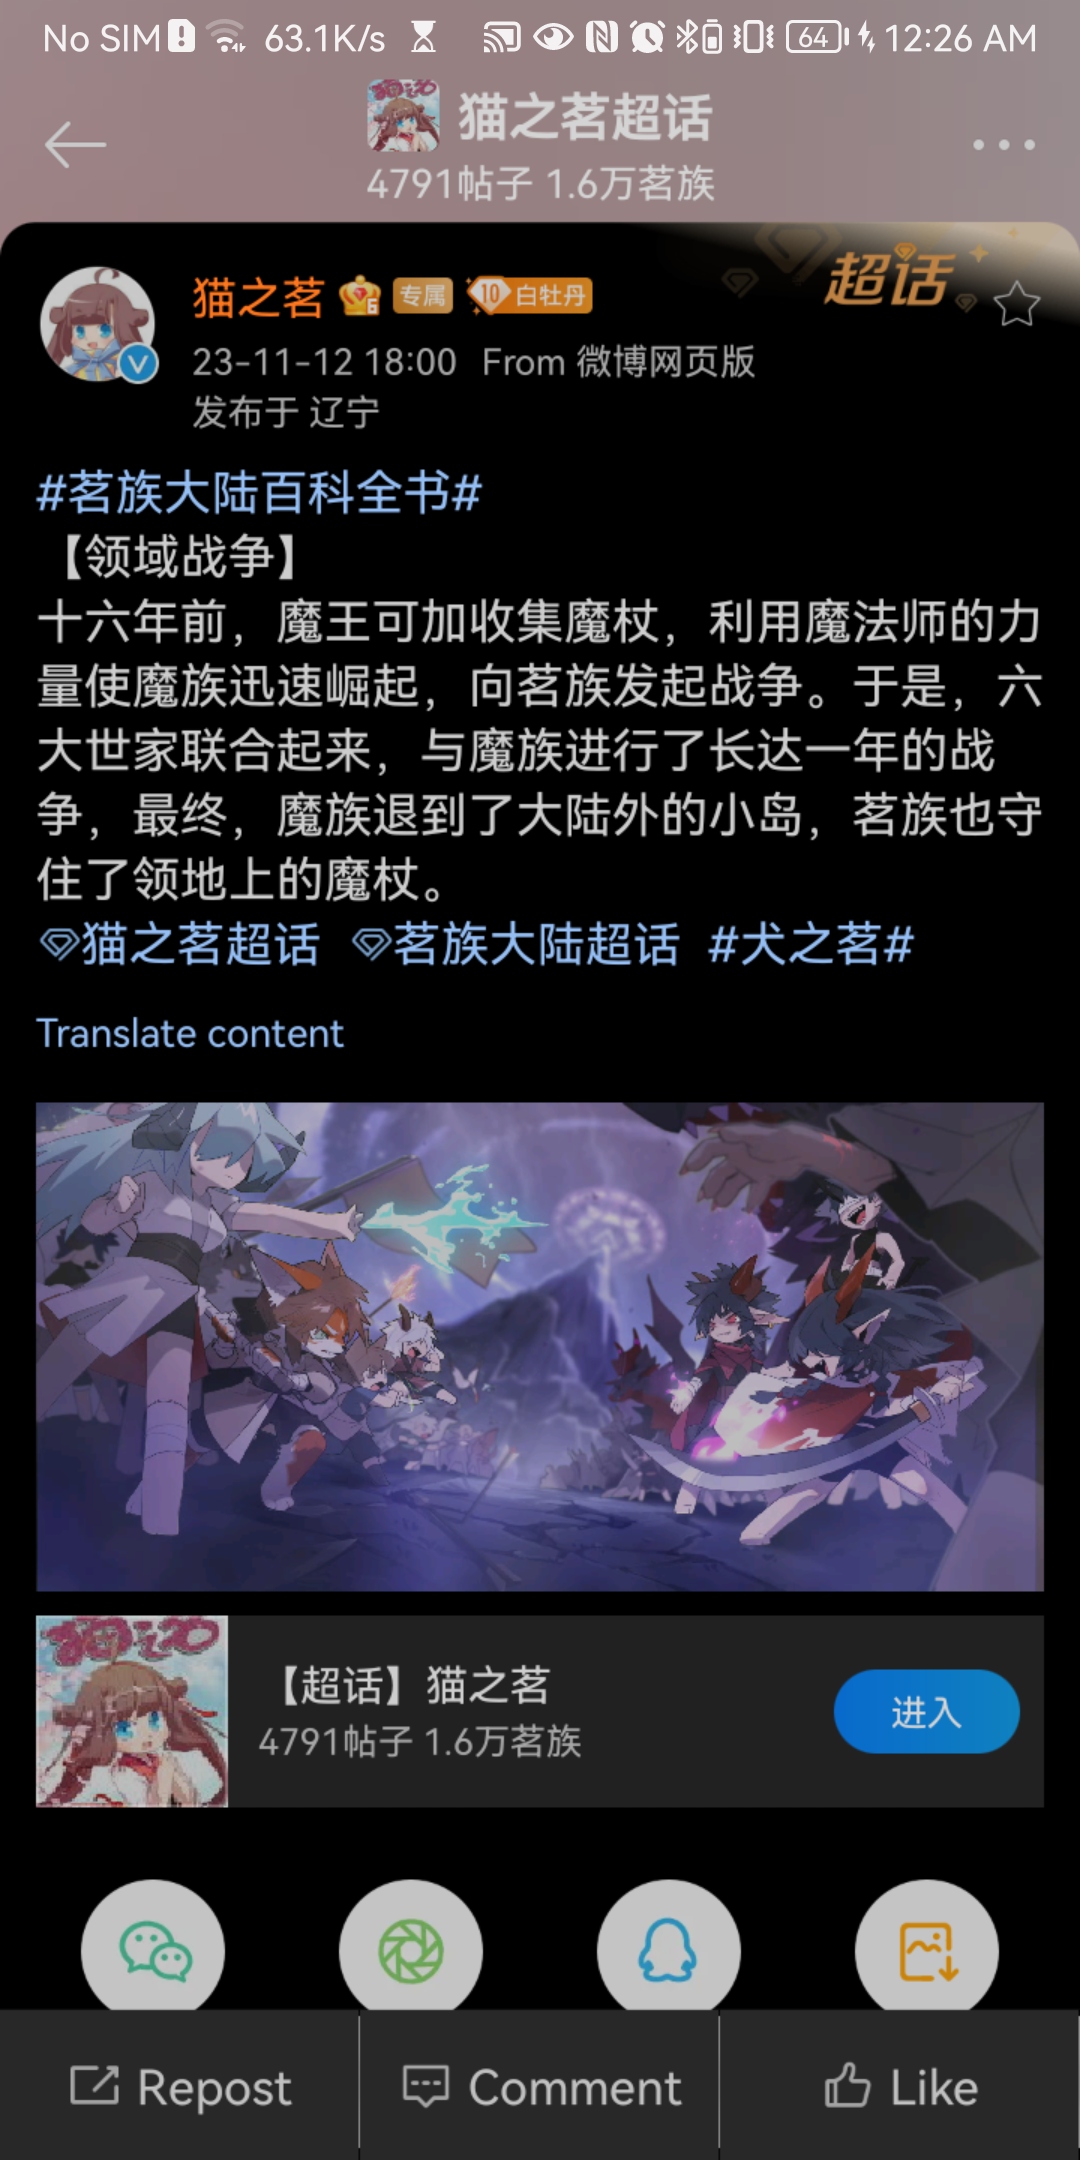 No SIM 63.1K/s 64 12:26 AM
猫之茗超话
4791帖子 1.6万茗族
猫之茗 6 专属 10 白牡丹 超话
23-11-12 18:00 From 微博网页版
发布于 辽宁
#茗族大陆百科全书#
【领域战争】
十六年前，魔王可加收集魔杖，利用魔法师的力
量使魔族迅速崛起，向茗族发起战争。于是，六
大世家联合起来，与魔族进行了长达一年的战
争，最终，魔族退到了大陆外的小岛，茗族也守
住了领地上的魔杖。
猫之茗超话 茗族大陆超话 #犬之茗#
Translate content
【超话】猫之茗
4791帖子 1.6万茗族
进入
Repost Comment Like